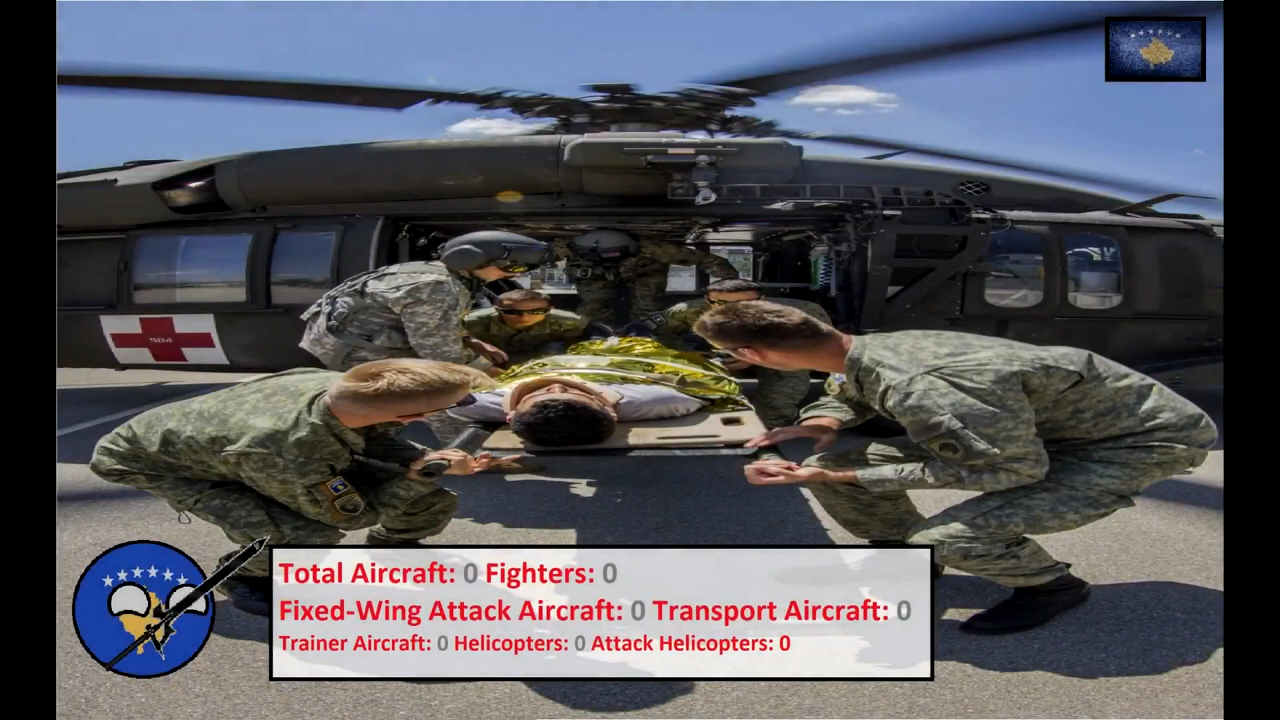 Total Aircraft: 0 Fighters: 0
Fixed-Wing Attack Aircraft: 0 Transport Aircraft: 0
Trainer Aircraft: 0 Helicopters: 0 Attack Helicopters: 0